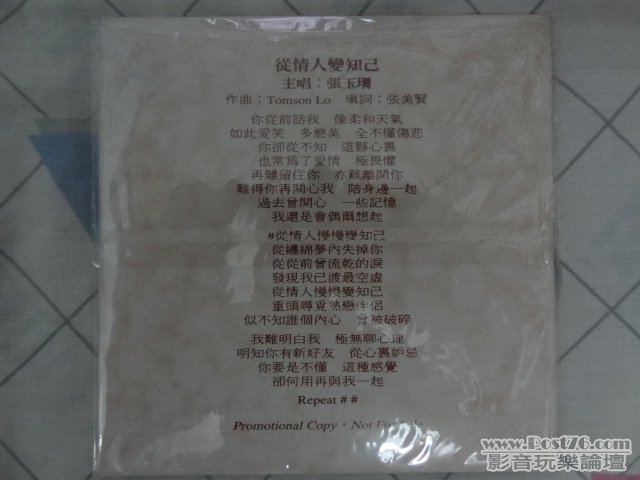 從情人變知己
主唱：張玉珊
作曲：Tomson Lo 填詞：張美賢
你從前話我 像柔和天氣
如此愛笑 多麼美 全不懂傷悲
你卻從不知 這夥心裏
也常爲了愛情 極畏懼
再難留住你 亦難離開你
難得你再關心我 陪身邊一起
過去曾開心 一些記憶
我還是會偶爾想起
#從情人慢慢變知己
從纏綿夢內失掉你
從從前曾流乾的淚
發現我已渡最空虛
從情人慢慢變知己
重頭尋覓熱戀伴侶
似不知誰個內心 曾被破碎
我難明白我 極無聊心理
明知你有新好友 從心裏妒忌
你要是不懂 這種感覺
卻何用再與我一起
Repeat # #
Promotional Copy · Not For Sale
www.Post76.com
影音玩樂論壇